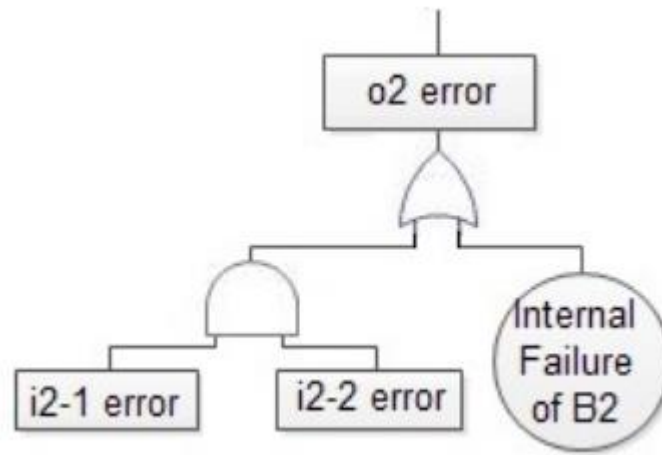 o2 error
i2-1 error
i2-2 error
Internal
Failure
of B2